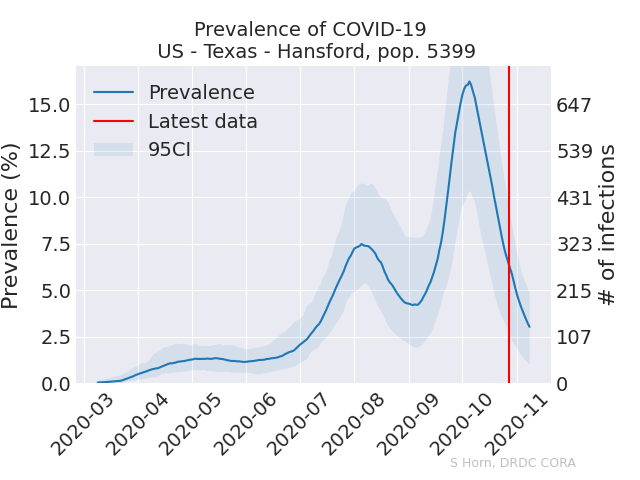 Prevalence of COVID-19
US - Texas - Hansford, pop. 5399
Prevalence
Latest data
95CI
Prevalence (%)
15.0
12.5
10.0
7.5
5.0
2.5
0.0
647
539
431
323
215
107
0
# of infections
2020-03
2020-04
2020-05
2020-06
2020-07
2020-08
2020-09
2020-10
2020-11
S Horn, DRDC CORA